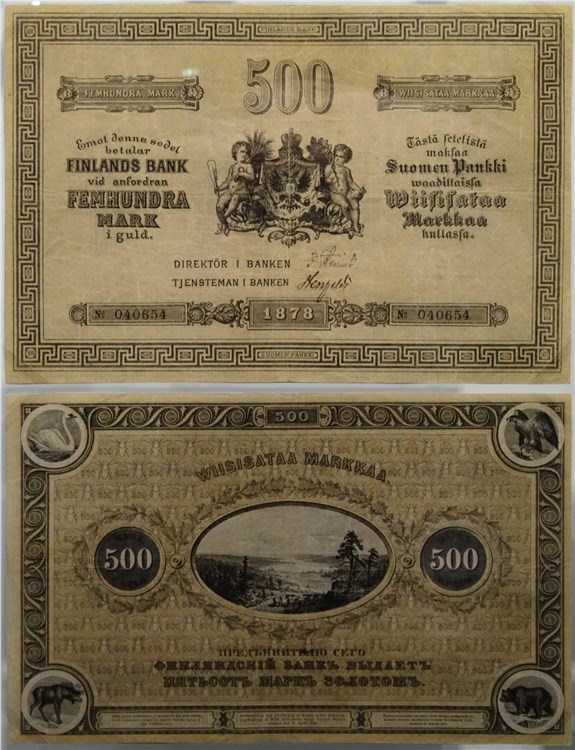 FINLANDS BANK
500
FEMHUNDRA MARK
WIISISATAA MARKKAA
Emot denna sedel
betalar
FINLANDS BANK
vid anfordran
FEMHUNDRA
MARK
i guld.
Tästä setelistä
maksaa
Suomen Pankki
waadittaissa
Wiisisataa
Markkaa
kullassa.
DIREKTÖR I BANKEN
TJENSTEMAN I BANKEN
No 040654
1878
No 040654
SUOMEN PANKKI
500
WIISISATAA MARKKAA
500
500
ПРЕДЪЯВИТЕЛЮ СЕГО
ФИНЛЯНДСКІЙ БАНКЪ ВЫДАЕТЪ
ПЯТЬСОТЪ МАРКЪ ЗОЛОТОМЪ.